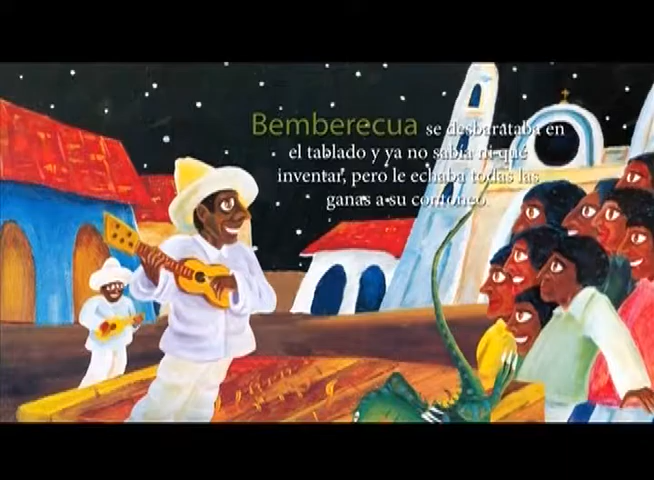 Bemberecua se desbarataba en
el tablado y ya no sabía ni qué
inventar, pero le echaba todas las
ganas a su contoneo.